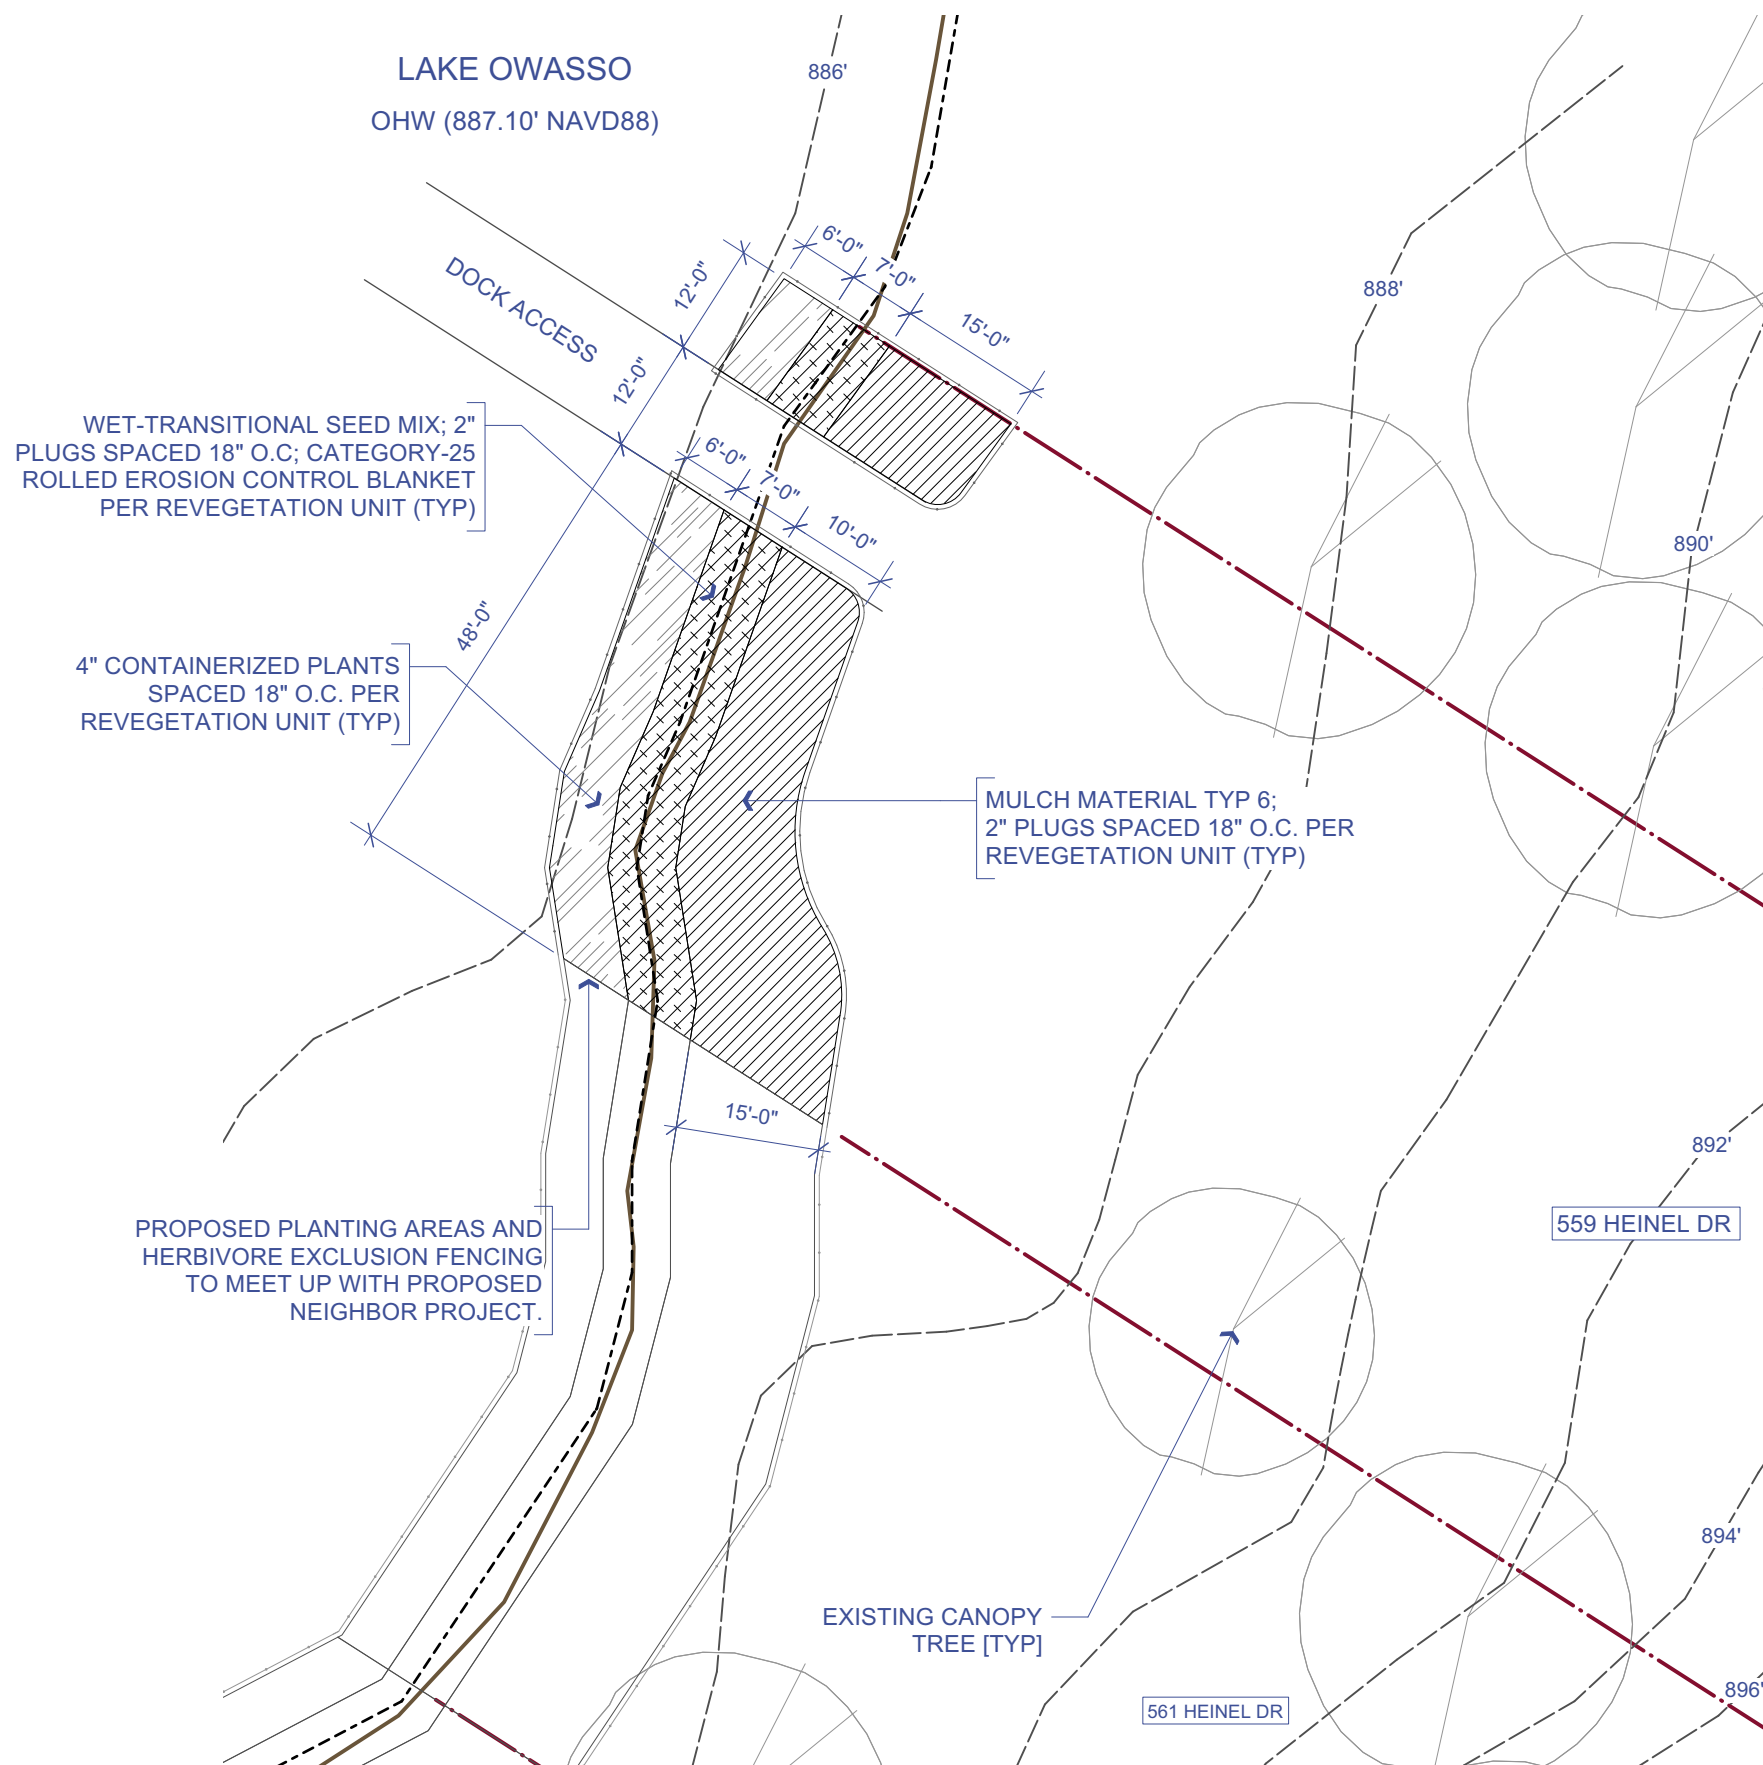 LAKE OWASSO
OHW (887.10' NAVD88)
886'
DOCK ACCESS
12'-0"
6'-0"
7'-0"
15'-0"
888'
12'-0"
6'-0"
7'-0"
10'-0"
WET-TRANSITIONAL SEED MIX; 2"
PLUGS SPACED 18" O.C; CATEGORY-25
ROLLED EROSION CONTROL BLANKET
PER REVEGETATION UNIT (TYP)
890'
48'-0"
4" CONTAINERIZED PLANTS
SPACED 18" O.C. PER
REVEGETATION UNIT (TYP)
MULCH MATERIAL TYP 6;
2" PLUGS SPACED 18" O.C. PER
REVEGETATION UNIT (TYP)
15'-0"
892'
559 HEINEL DR
PROPOSED PLANTING AREAS AND
HERBIVORE EXCLUSION FENCING
TO MEET UP WITH PROPOSED
NEIGHBOR PROJECT.
894'
EXISTING CANOPY
TREE [TYP]
896'
561 HEINEL DR